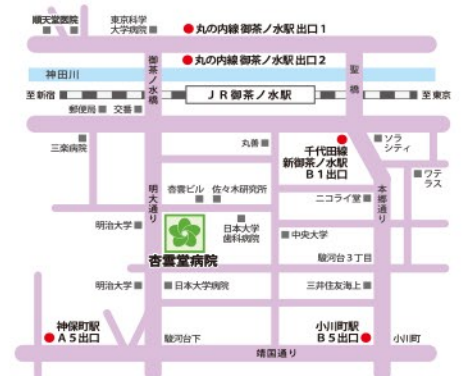 順天堂医院
東京科学
大学病院
丸の内線 御茶ノ水駅 出口1
丸の内線 御茶ノ水駅 出口2
御茶ノ水橋
聖橋
神田川
至新宿
JR御茶ノ水駅
至東京
郵便局
交番
三楽病院
丸善
千代田線
新御茶ノ水駅
B1出口
ソラ
シティ
ワテ
ラス
明大通り
杏雲ビル
佐々木研究所
ニコライ堂
本郷通り
明治大学
日本大学
歯科病院
中央大学
杏雲堂病院
駿河台3丁目
明治大学
日本大学病院
三井住友海上
神保町駅
A5出口
駿河台下
小川町駅
B5出口
小川町
靖国通り